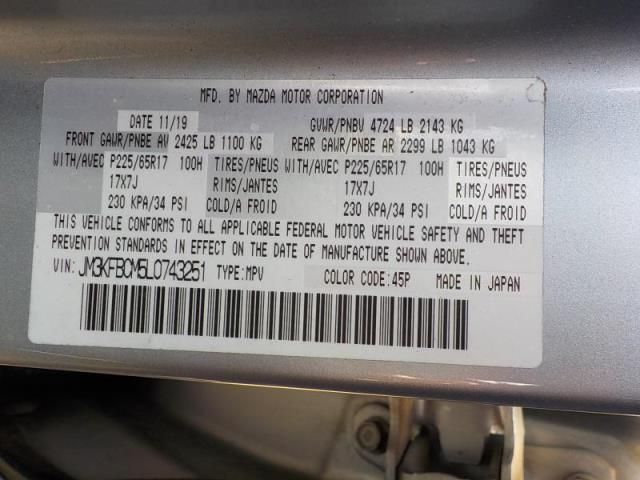 MFD. BY MAZDA MOTOR CORPORATION
DATE 11/19 GVWR/PNBV 4724 LB 2143 KG
FRONT GAWR/PNBE AV 2425 LB 1100 KG REAR GAWR/PNBE AR 2299 LB 1043 KG
WITH/AVEC P225/65R17 100H TIRES/PNEUS WITH/AVEC P225/65R17 100H TIRES/PNEUS
17X7J RIMS/JANTES 17X7J RIMS/JANTES
230 KPA/34 PSI COLD/A FROID 230 KPA/34 PSI COLD/A FROID
THIS VEHICLE CONFORMS TO ALL APPLICABLE FEDERAL MOTOR VEHICLE SAFETY AND THEFT
PREVENTION STANDARDS IN EFFECT ON THE DATE OF MANUFACTURE SHOWN ABOVE.
VIN: JM3KFBCM5L0743251 TYPE:MPV COLOR CODE:45P MADE IN JAPAN